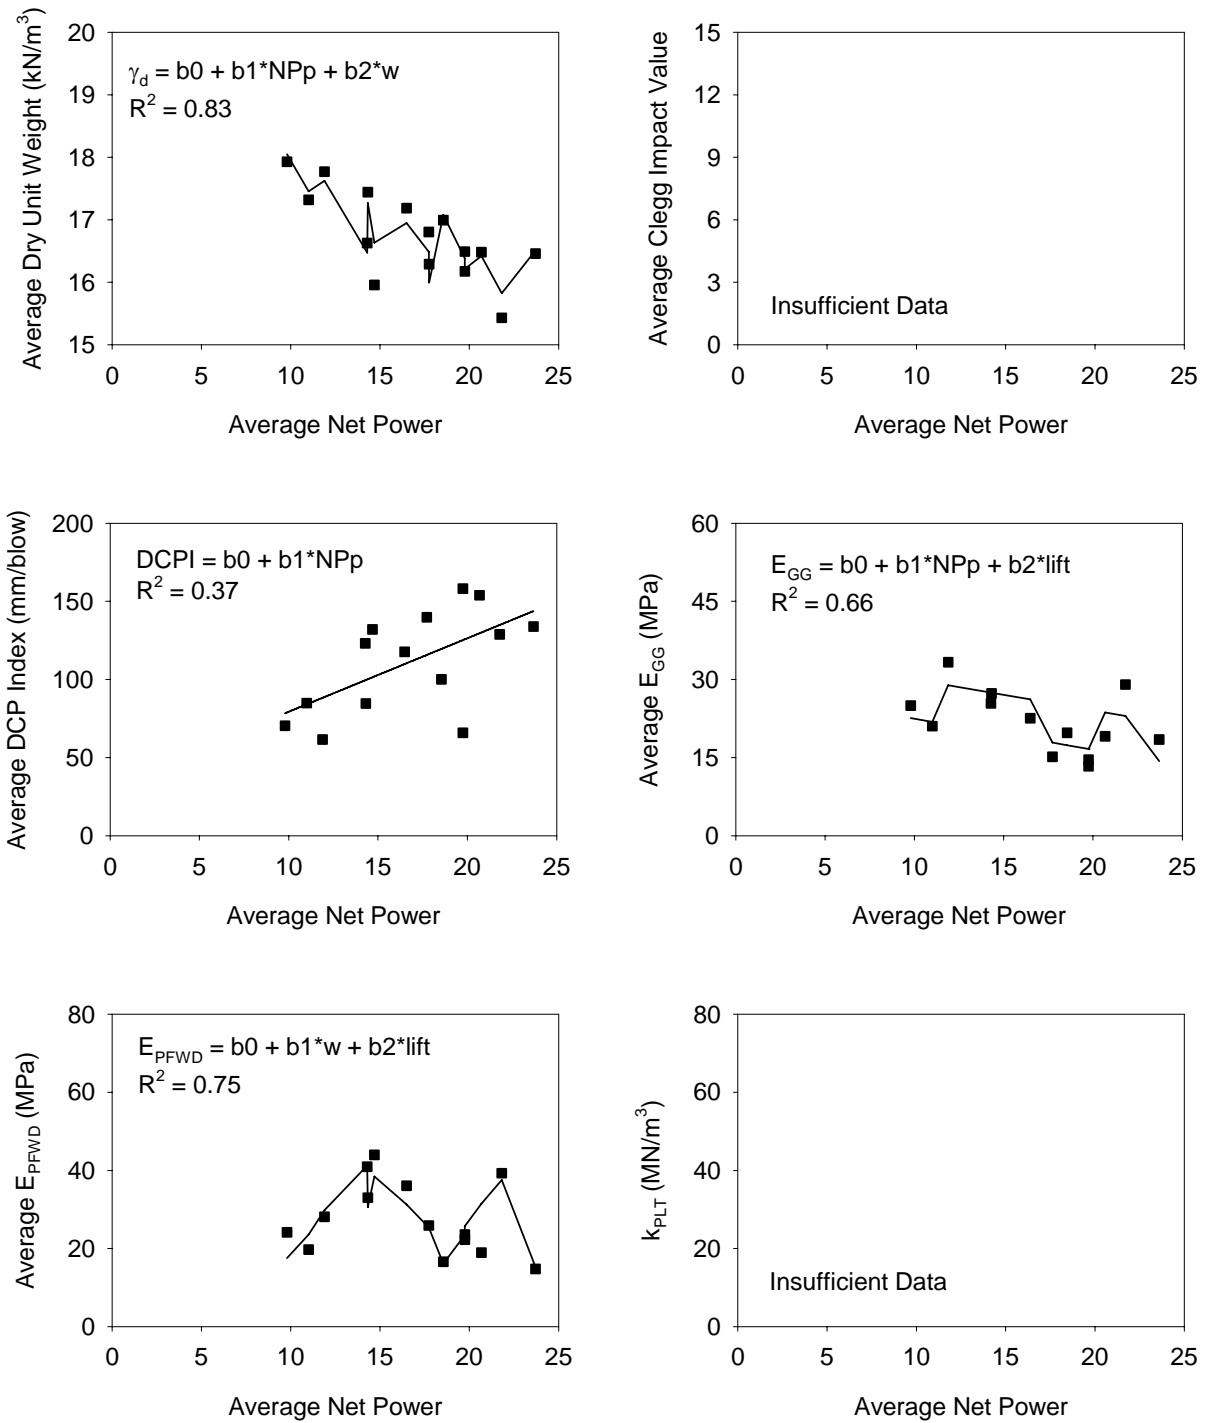 Average Dry Unit Weight (kN/m³)
20
19
18
17
16
15
γd = b0 + b1*NPp + b2*w
R² = 0.83
0 5 10 15 20 25
Average Net Power
Average Clegg Impact Value
15
12
9
6
3
0
Insufficient Data
0 5 10 15 20 25
Average Net Power
Average DCP Index (mm/blow)
200
150
100
50
0
DCPI = b0 + b1*NPp
R² = 0.37
0 5 10 15 20 25
Average Net Power
Average EGG (MPa)
60
45
30
15
0
EGG = b0 + b1*NPp + b2*lift
R² = 0.66
0 5 10 15 20 25
Average Net Power
Average EPFWD (MPa)
80
60
40
20
0
EPFWD = b0 + b1*w + b2*lift
R² = 0.75
0 5 10 15 20 25
Average Net Power
kPLT (MN/m³)
80
60
40
20
0
Insufficient Data
0 5 10 15 20 25
Average Net Power